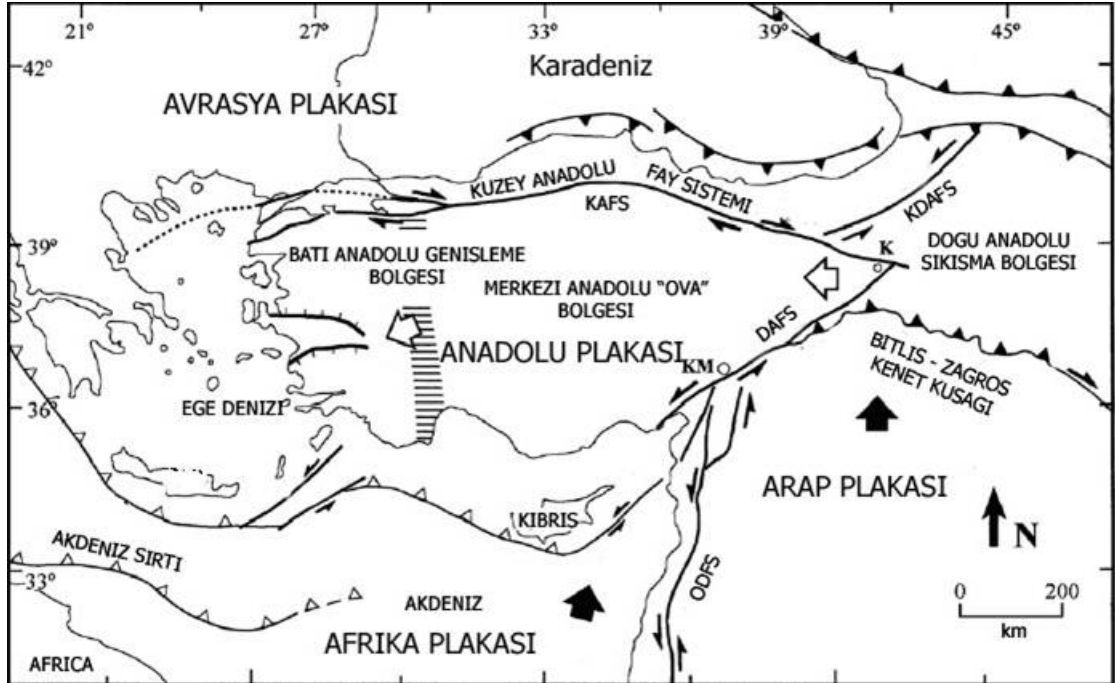 21°
27°
33°
39°
45°
42°
Karadeniz
AVRASYA PLAKASI
KUZEY ANADOLU
FAY SISTEMI
KAFS
KDAFS
39°
K
BATI ANADOLU GENISLEME
BOLGESI
DOGU ANADOLU
SIKISMA BOLGESI
MERKEZI ANADOLU "OVA"
BOLGESI
DAFS
ANADOLU PLAKASI
KM
BITLIS - ZAGROS
KENET KUSAGI
36°
EGE DENIZI
ARAP PLAKASI
KIBRIS
N
AKDENIZ SIRTI
ODFS
33°
0 200
km
AKDENIZ
AFRIKA PLAKASI
AFRICA